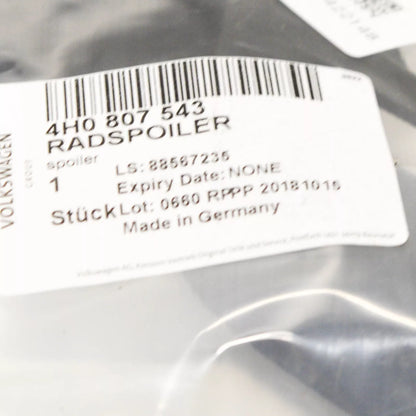 VOLKSWAGEN
GROUP
4H0 807 543
RADSPOILER
spoiler
LS: 88567235
1
Expiry Date: NONE
Stück
Lot: 0660 RPPP 20181015
Made in Germany